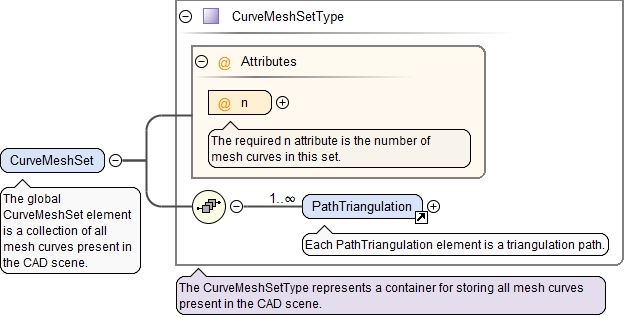 CurveMeshSetType
@ Attributes
@ n
The required n attribute is the number of
mesh curves in this set.
CurveMeshSet
The global
CurveMeshSet element
is a collection of all
mesh curves present in
the CAD scene.
1..∞
PathTriangulation
Each PathTriangulation element is a triangulation path.
The CurveMeshSetType represents a container for storing all mesh curves
present in the CAD scene.